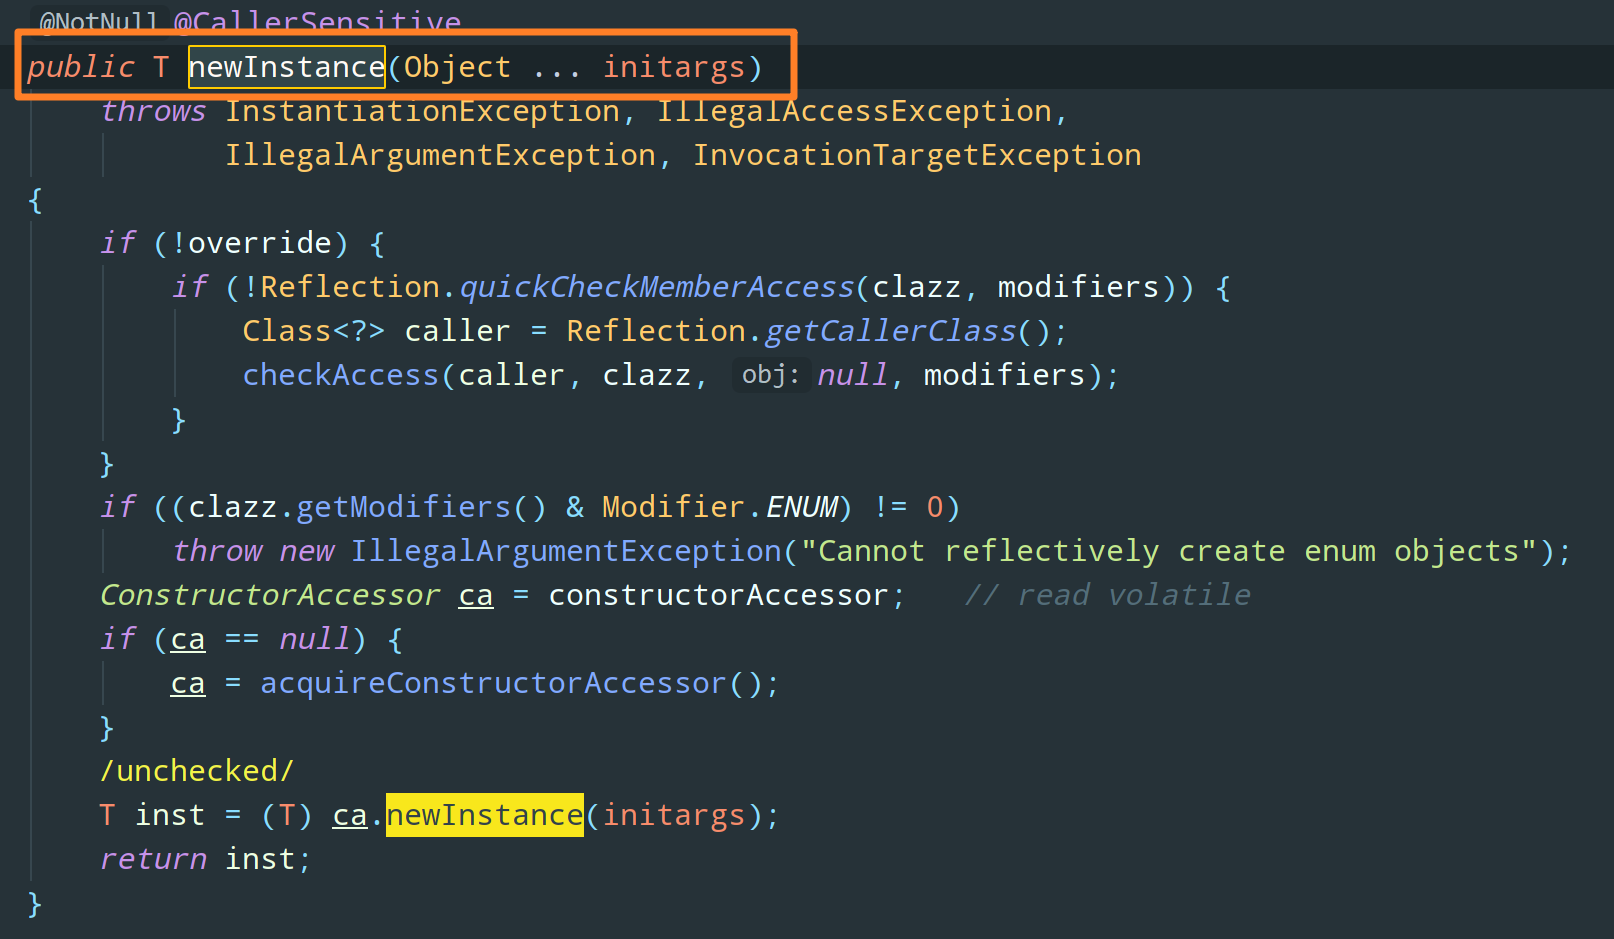 @NotNull @CallerSensitive
public T newInstance(Object ... initargs)
throws InstantiationException, IllegalAccessException,
IllegalArgumentException, InvocationTargetException
{
if (!override) {
if (!Reflection.quickCheckMemberAccess(clazz, modifiers)) {
Class<?> caller = Reflection.getCallerClass();
checkAccess(caller, clazz, obj: null, modifiers);
}
}
if ((clazz.getModifiers() & Modifier.ENUM) != 0)
throw new IllegalArgumentException("Cannot reflectively create enum objects");
ConstructorAccessor ca = constructorAccessor; // read volatile
if (ca == null) {
ca = acquireConstructorAccessor();
}
/unchecked/
T inst = (T) ca.newInstance(initargs);
return inst;
}